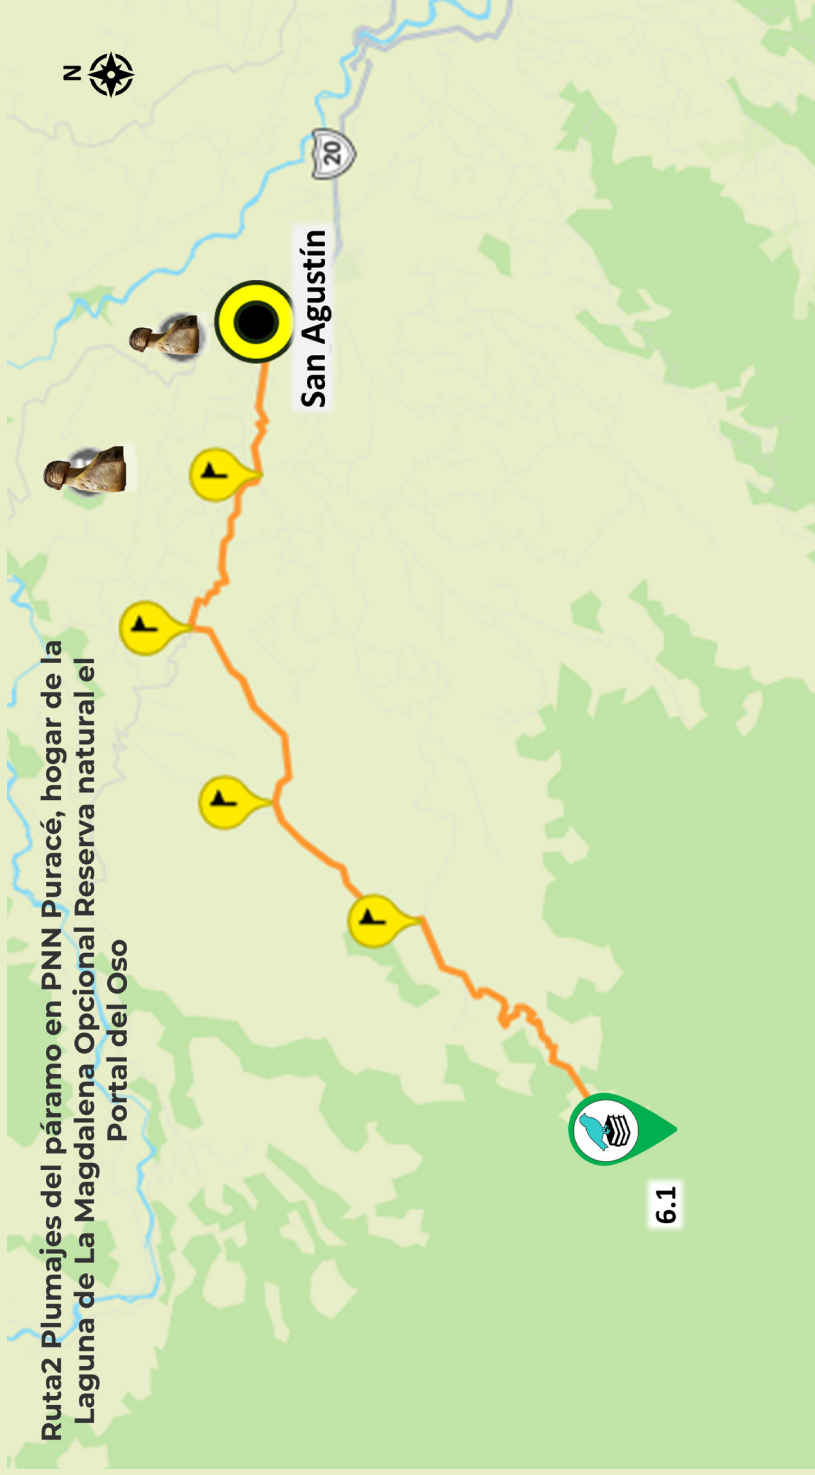 Ruta2 Plumajes del páramo en PNN Puracé, hogar de la
Laguna de La Magdalena Opcional Reserva natural el
Portal del Oso
N
20
San Agustín
6.1